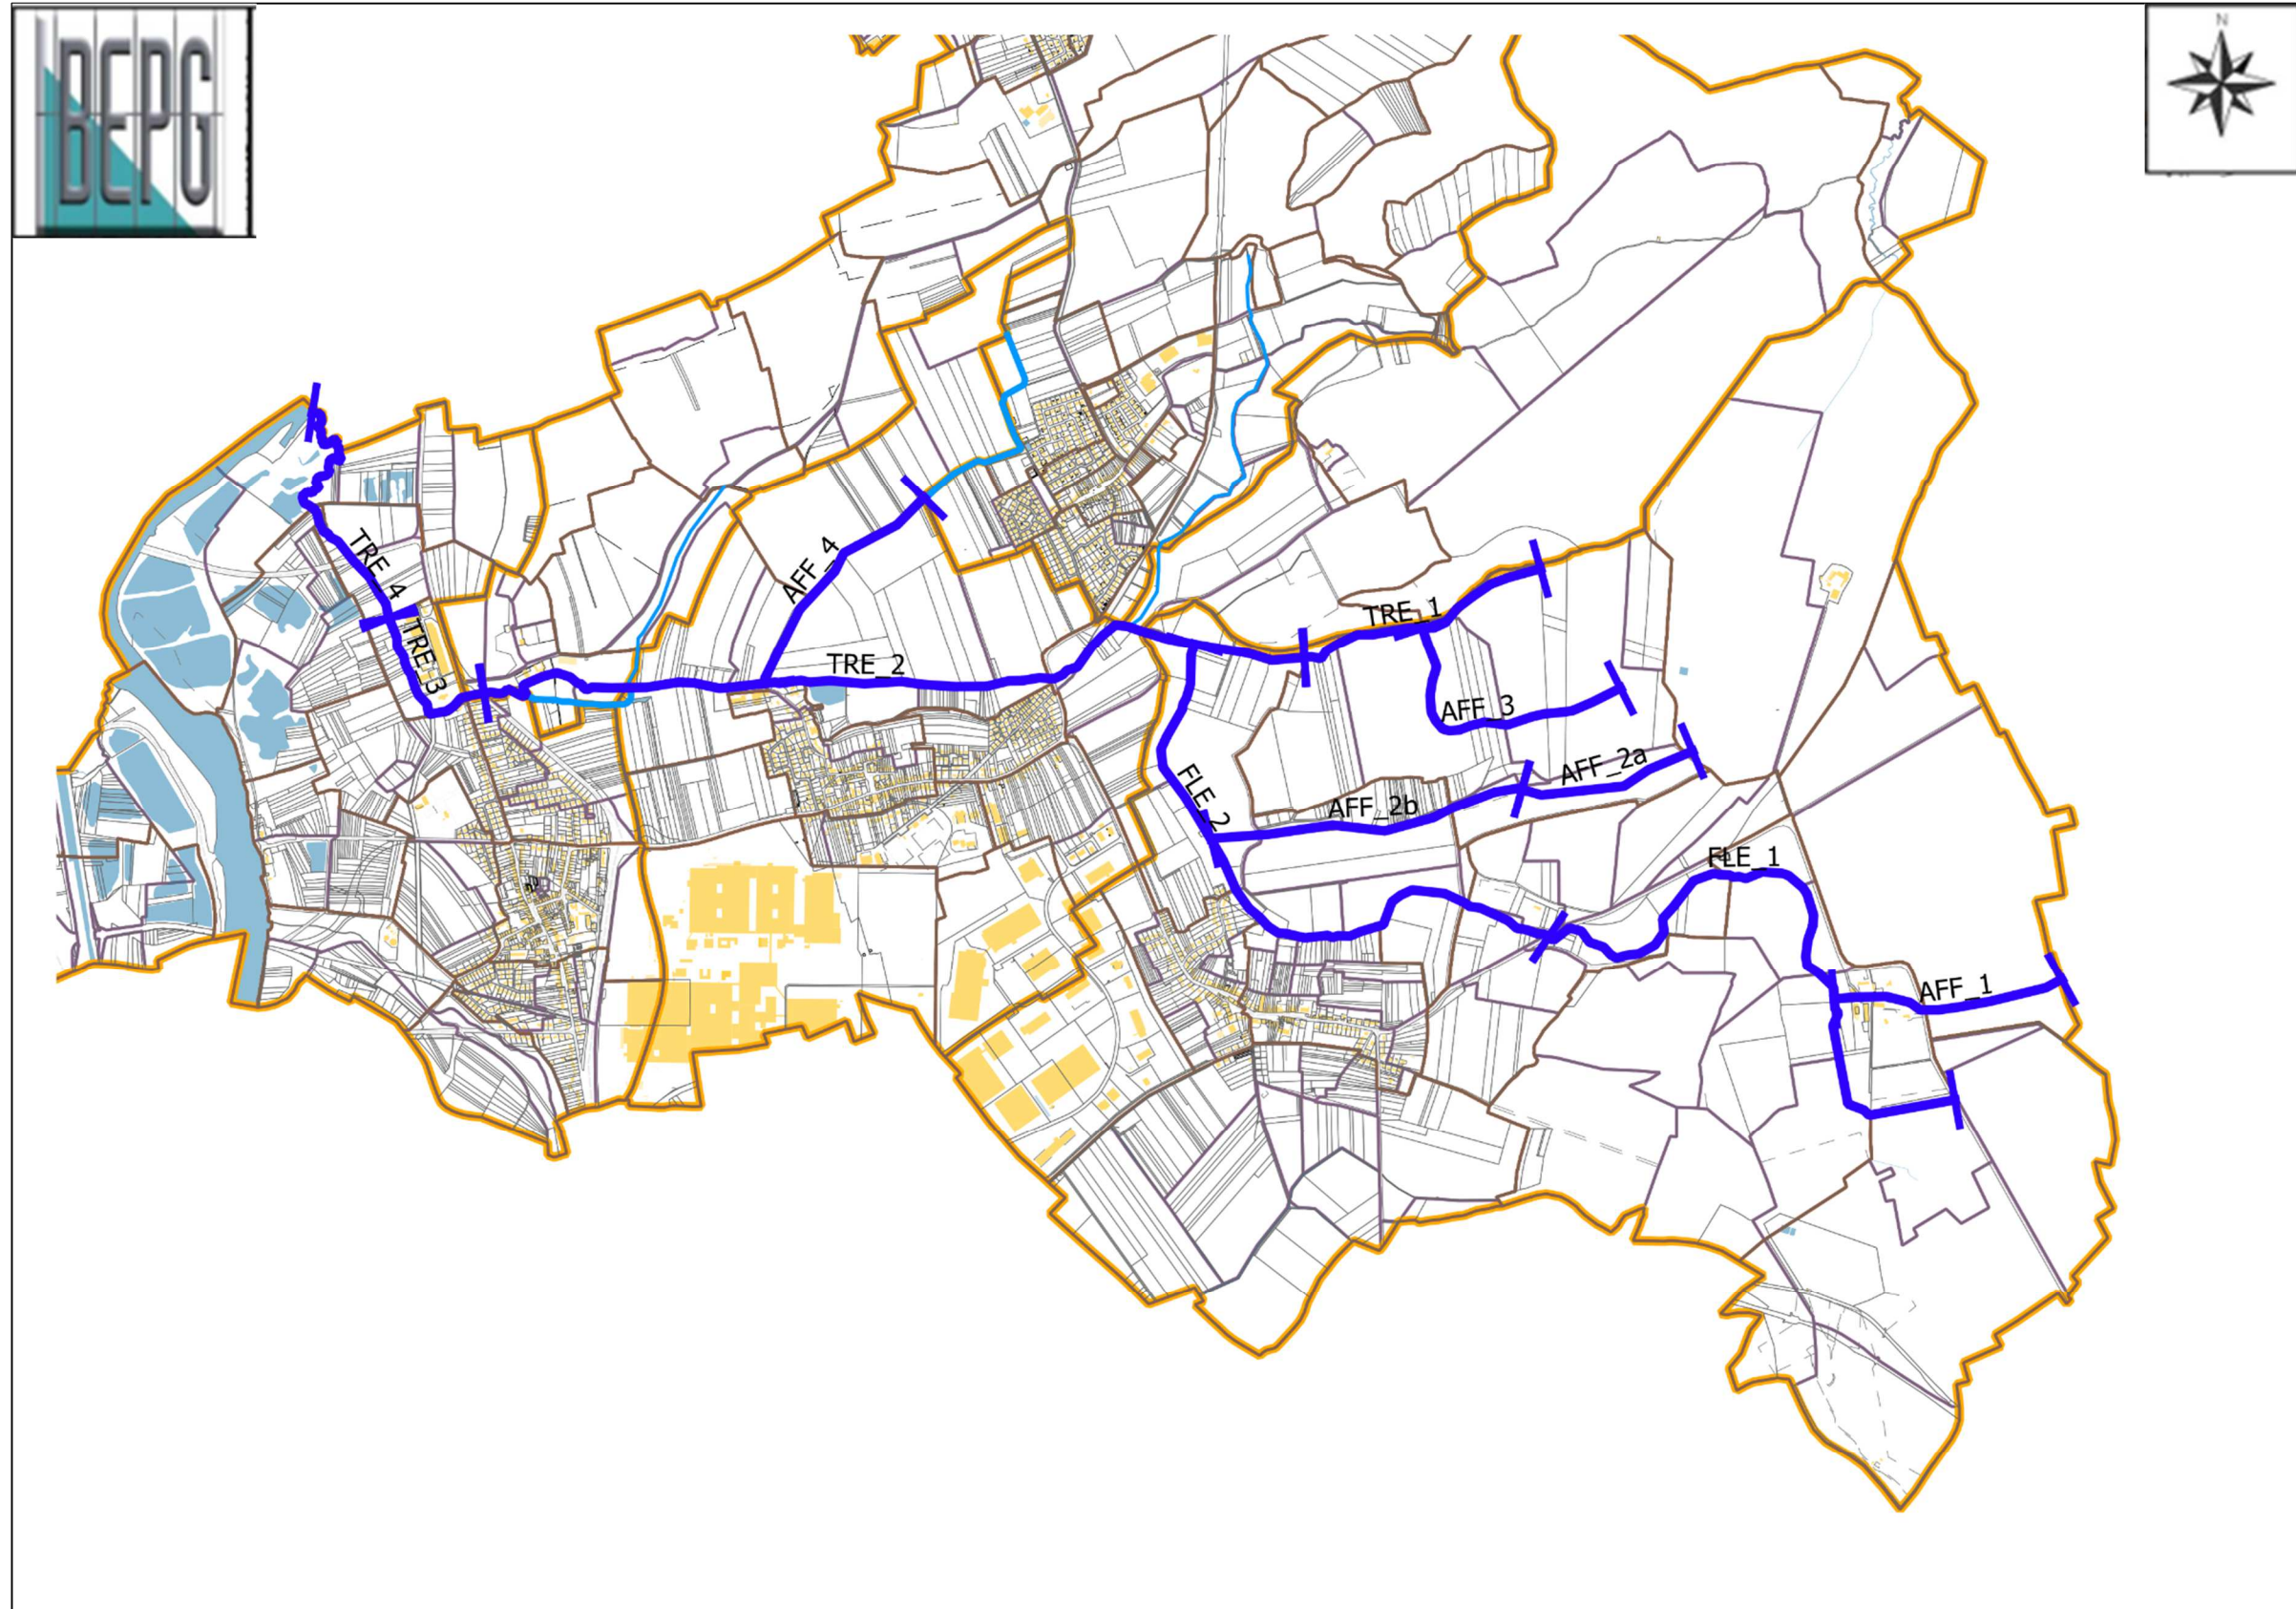 BEPG
N
TRE_4
AFF_4
TRE_1
TRE_3
TRE_2
AFF_3
AFF_2a
FLE_2
AFF_2b
FLE_1
AFF_1